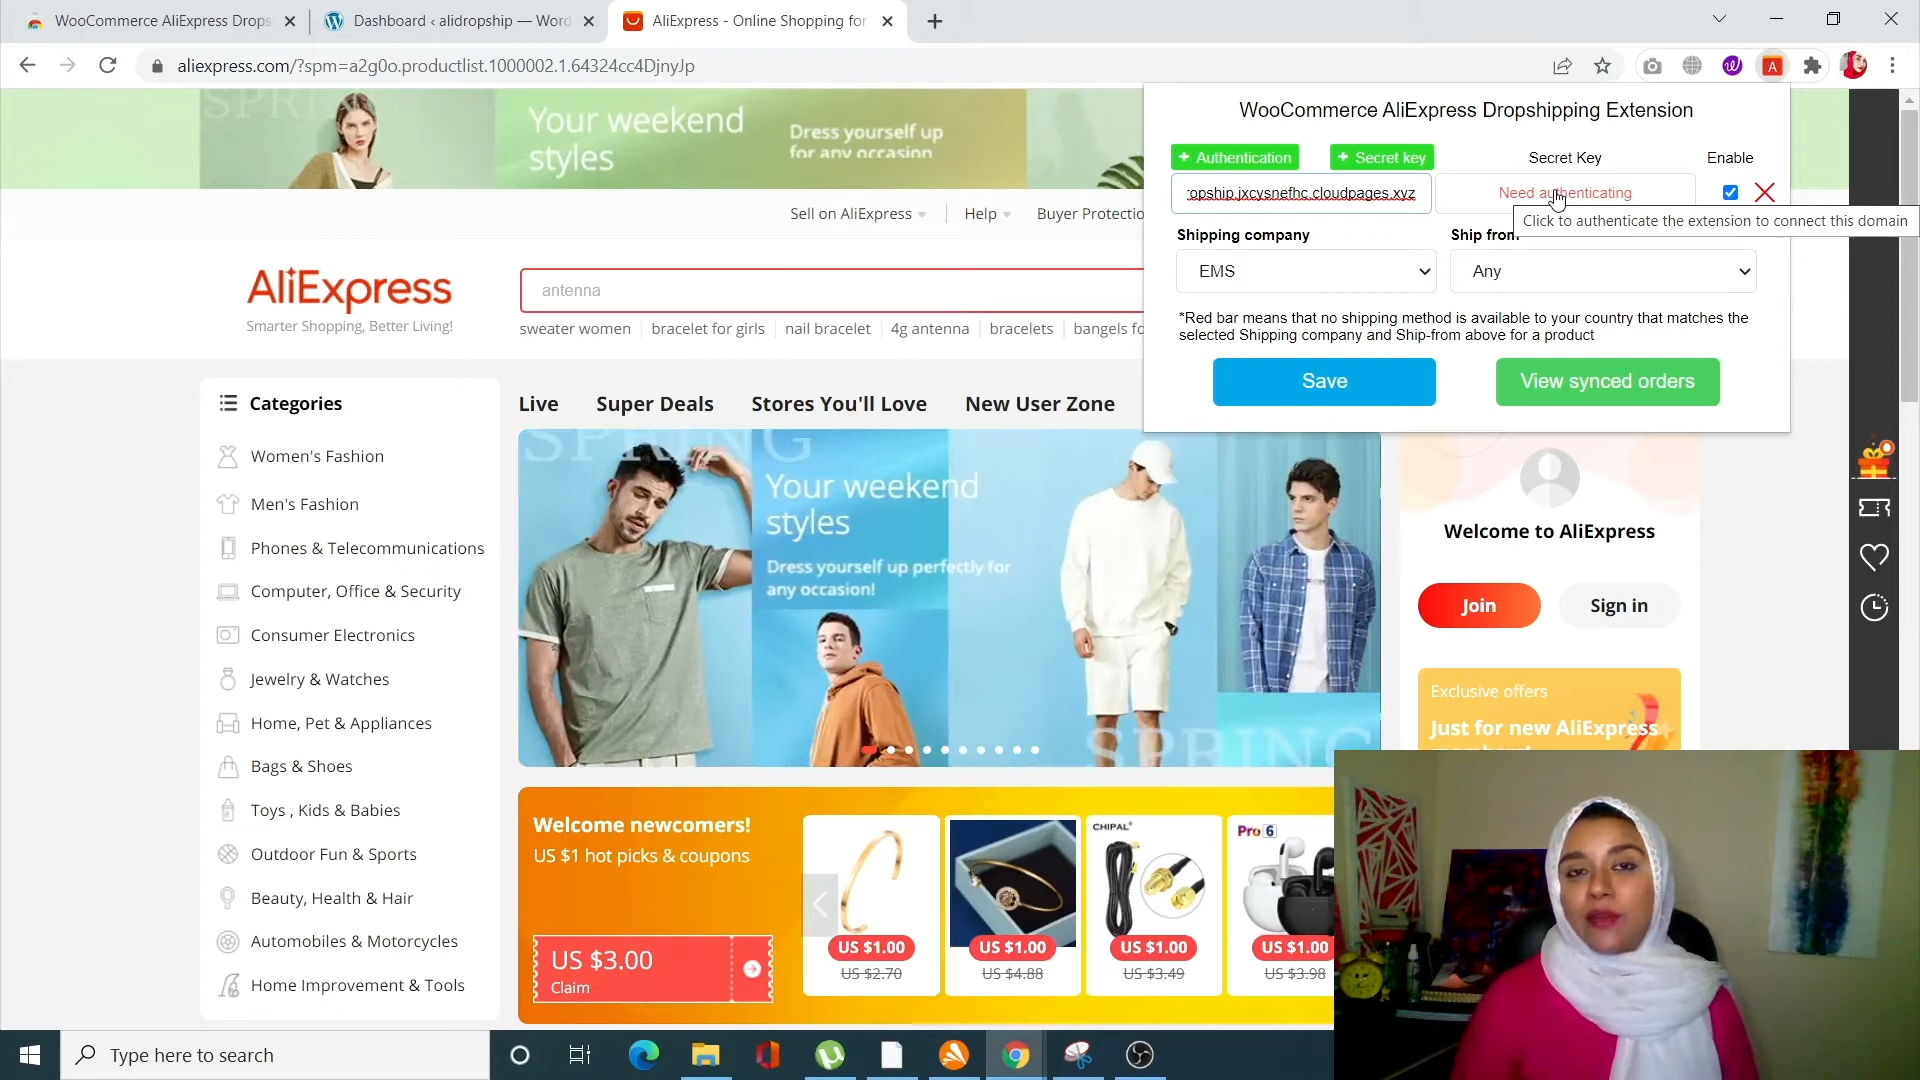 WooCommerce AliExpress Drops
Dashboard ‹ alidropship — Word
AliExpress - Online Shopping for
aliexpress.com/?spm=a2g0o.productlist.1000002.1.64324cc4DjnyJp
SPRING
Your weekend
styles
Dress yourself up
for any occasion
WooCommerce AliExpress Dropshipping Extension
+ Authentication
+ Secret key
Secret Key
Enable
opship.jxcysnefhc.cloudpages.xyz
Need authenticating
Click to authenticate the extension to connect this domain
Shipping company
Ship from
EMS
Any
*Red bar means that no shipping method is available to your country that matches the
selected Shipping company and Ship-from above for a product
Save
View synced orders
Sell on AliExpress
Help
Buyer Protectio
AliExpress
Smarter Shopping, Better Living!
antenna
sweater women
bracelet for girls
nail bracelet
4g antenna
bracelets
bangels fo
Categories
Women's Fashion
Men's Fashion
Phones & Telecommunications
Computer, Office & Security
Consumer Electronics
Jewelry & Watches
Home, Pet & Appliances
Bags & Shoes
Toys , Kids & Babies
Outdoor Fun & Sports
Beauty, Health & Hair
Automobiles & Motorcycles
Home Improvement & Tools
Live
Super Deals
Stores You'll Love
New User Zone
SPRING
Your weekend
styles
Dress yourself up perfectly for
any occasion!
SPRING
Welcome to AliExpress
Join
Sign in
Exclusive offers
Just for new AliExpress
Welcome newcomers!
US $1 hot picks & coupons
US $3.00
Claim
CHIPAL
Pro 6
US $1.00
US $2.70
US $1.00
US $4.88
US $1.00
US $3.49
US $1.00
US $3.98
Type here to search